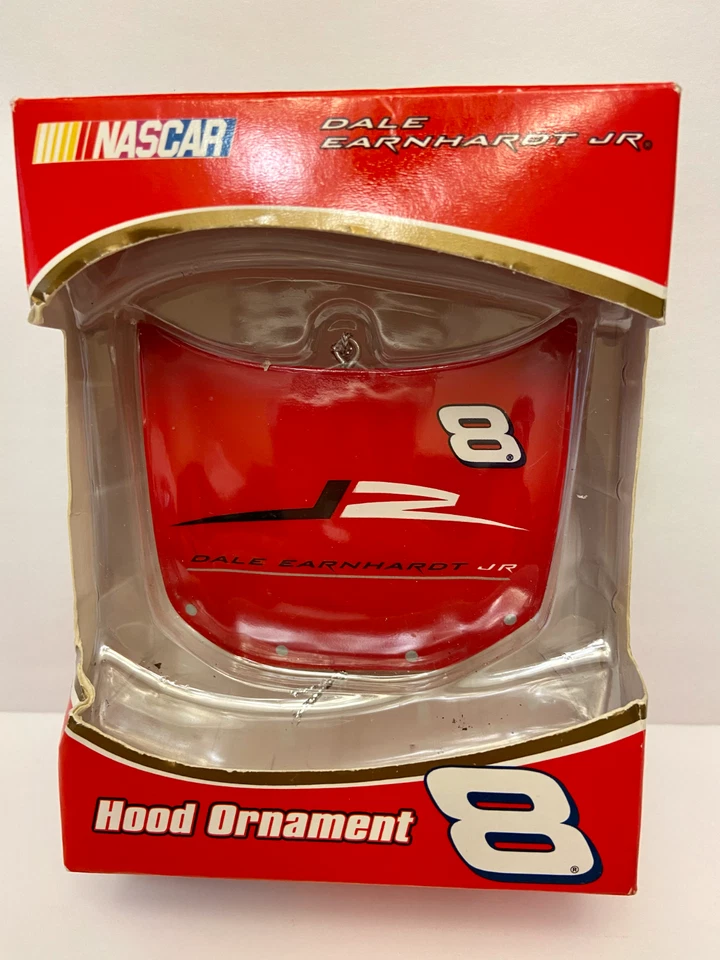 NASCAR
DALE
EARNHARDT JR.®
8®
JR
DALE EARNHARDT JR
Hood Ornament
8®